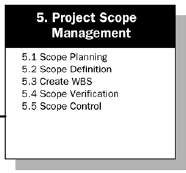 5. Project Scope
Management
5.1 Scope Planning
5.2 Scope Definition
5.3 Create WBS
5.4 Scope Verification
5.5 Scope Control